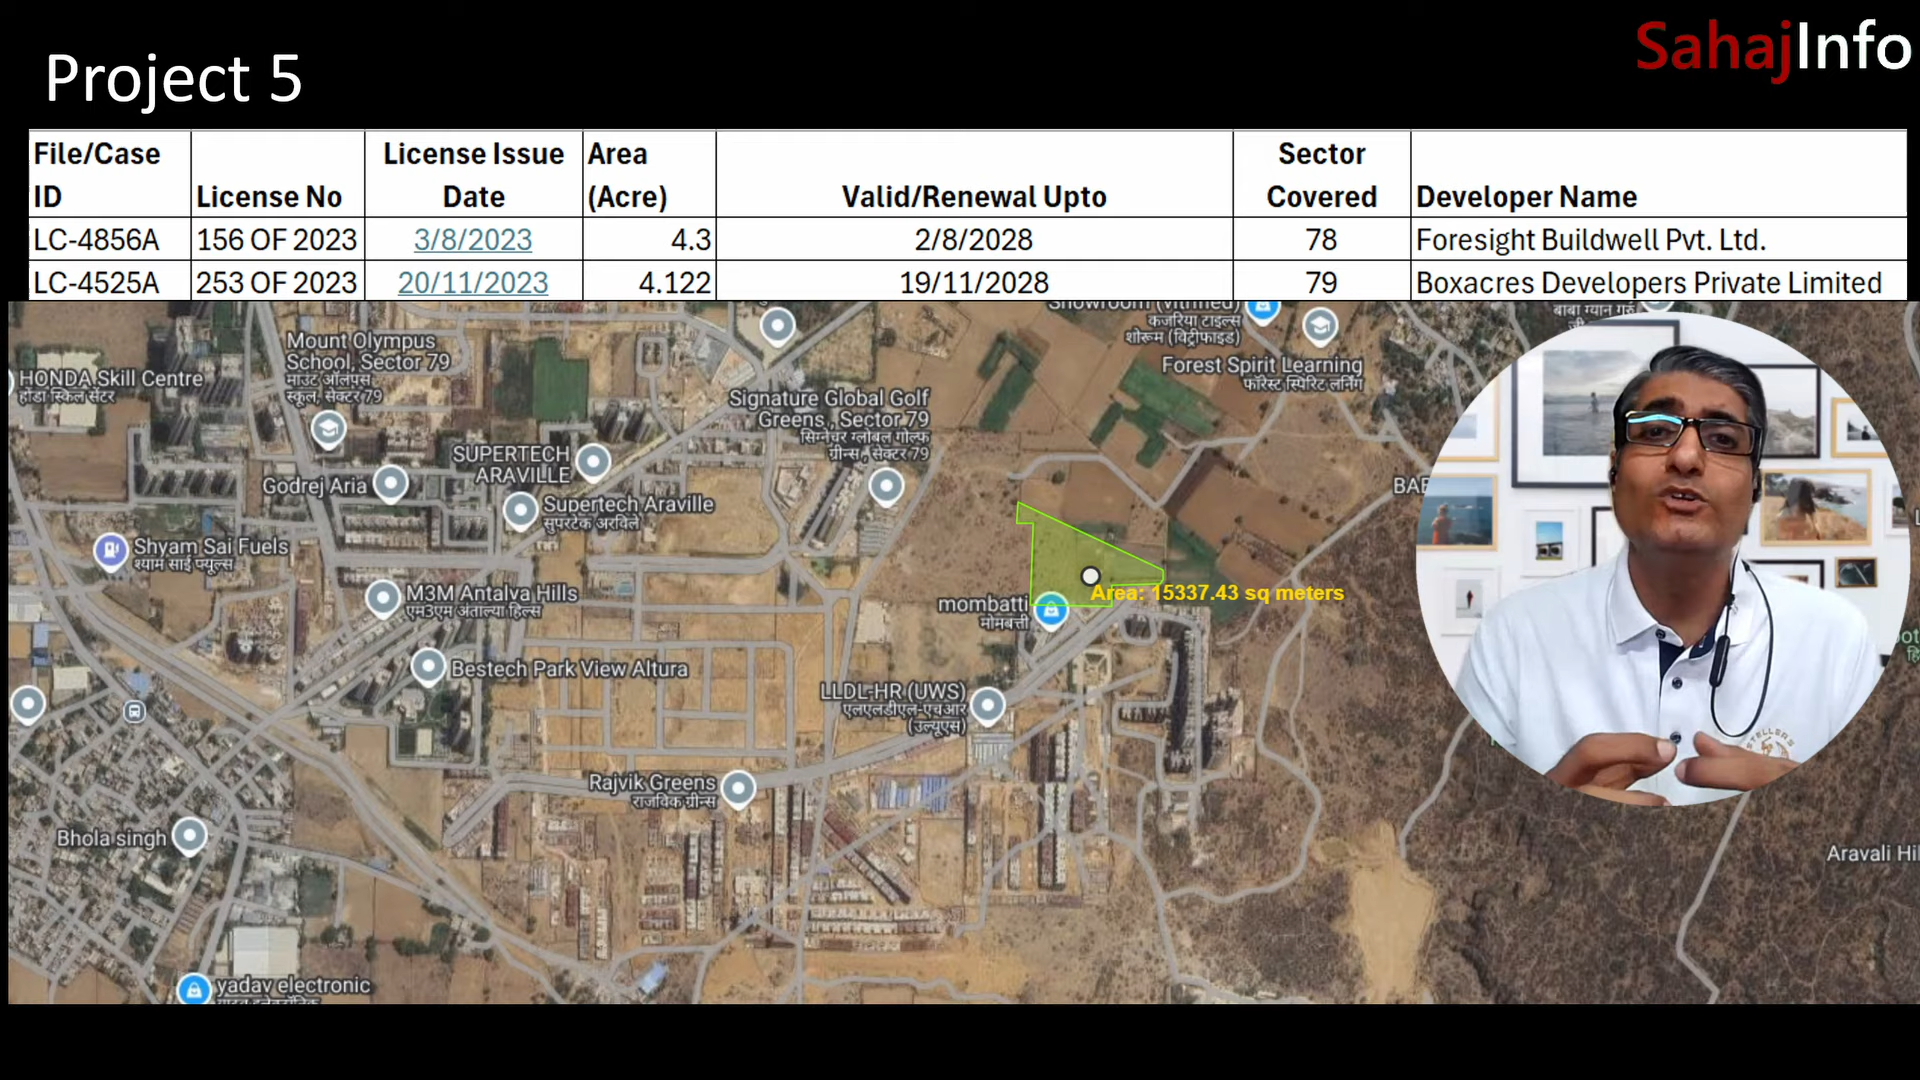 SahajInfo
Project 5
File/Case ID | License No | License Issue Date | Area (Acre) | Valid/Renewal Upto | Sector Covered | Developer Name
LC-4856A | 156 OF 2023 | 3/8/2023 | 4.3 | 2/8/2028 | 78 | Foresight Buildwell Pvt. Ltd.
LC-4525A | 253 OF 2023 | 20/11/2023 | 4.122 | 19/11/2028 | 79 | Boxacres Developers Private Limited
Showroom (Vitrified)
कजरिया टाइल्स
शोरूम (विट्रीफाइड)
Mount Olympus
School, Sector 79
माउंट ओलंपस
स्कूल, सेक्टर 79
HONDA Skill Centre
होंडा स्किल सेंटर
Forest Spirit Learning
फॉरेस्ट स्पिरिट लर्निंग
Signature Global Golf
Greens , Sector 79
सिग्नेचर ग्लोबल गोल्फ
ग्रीन्स , सेक्टर 79
SUPERTECH
ARAVILLE
Godrej Aria
Supertech Araville
सुपरटेक अरविले
Shyam Sai Fuels
श्याम साई फ्यूल्स
M3M Antalya Hills
एम3एम अंताल्या हिल्स
mombatti
मोमबत्ती
Area: 15337.43 sq meters
Bestech Park View Altura
LLDL-HR (UWS)
एलएलडीएल-एचआर
(उल्यूएस)
Rajvik Greens
राजविक ग्रीन्स
Bhola singh
Aravali Hil
yadav electronic